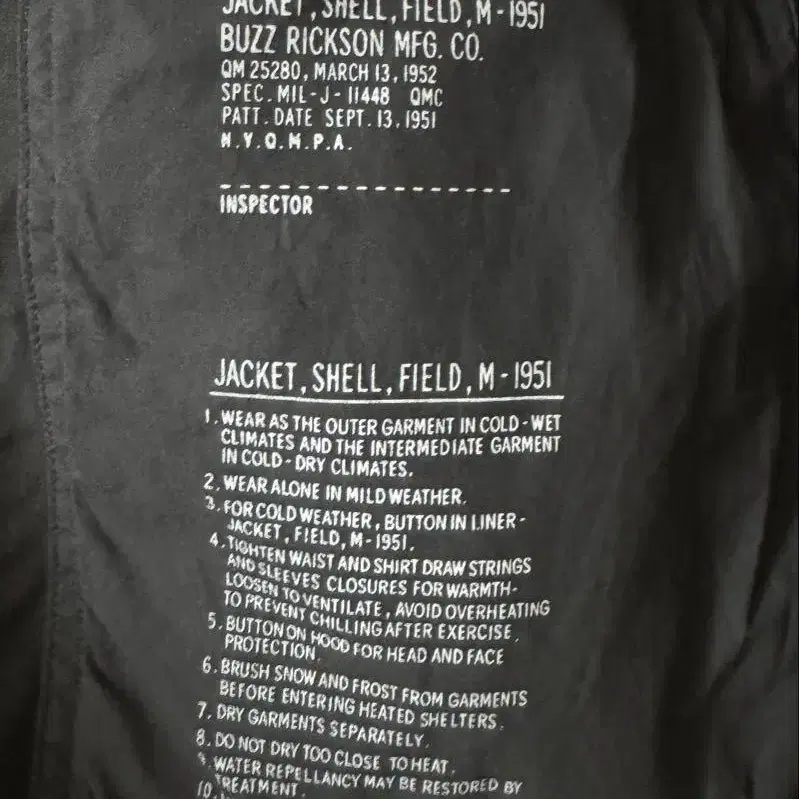 JACKET, SHELL, FIELD, M-1951
BUZZ RICKSON MFG. CO.
QM 25280, MARCH 13, 1952
SPEC. MIL-J-11448 QMC
PATT. DATE SEPT. 13, 1951
N.Y.Q.M.P.A.
INSPECTOR
JACKET, SHELL, FIELD, M-1951
1. WEAR AS THE OUTER GARMENT IN COLD-WET
CLIMATES AND THE INTERMEDIATE GARMENT
IN COLD-DRY CLIMATES.
2. WEAR ALONE IN MILD WEATHER.
3. FOR COLD WEATHER, BUTTON IN LINER-
JACKET, FIELD, M-1951.
4. TIGHTEN WAIST AND SHIRT DRAW STRINGS
AND SLEEVES CLOSURES FOR WARMTH-
LOOSEN TO VENTILATE, AVOID OVERHEATING
TO PREVENT CHILLING AFTER EXERCISE.
5. BUTTON ON HOOD FOR HEAD AND FACE
PROTECTION
6. BRUSH SNOW AND FROST FROM GARMENTS
BEFORE ENTERING HEATED SHELTERS.
7. DRY GARMENTS SEPARATELY.
8. DO NOT DRY TOO CLOSE TO HEAT.
9. WATER REPELLANCY MAY BE RESTORED BY
TREATMENT.
10.